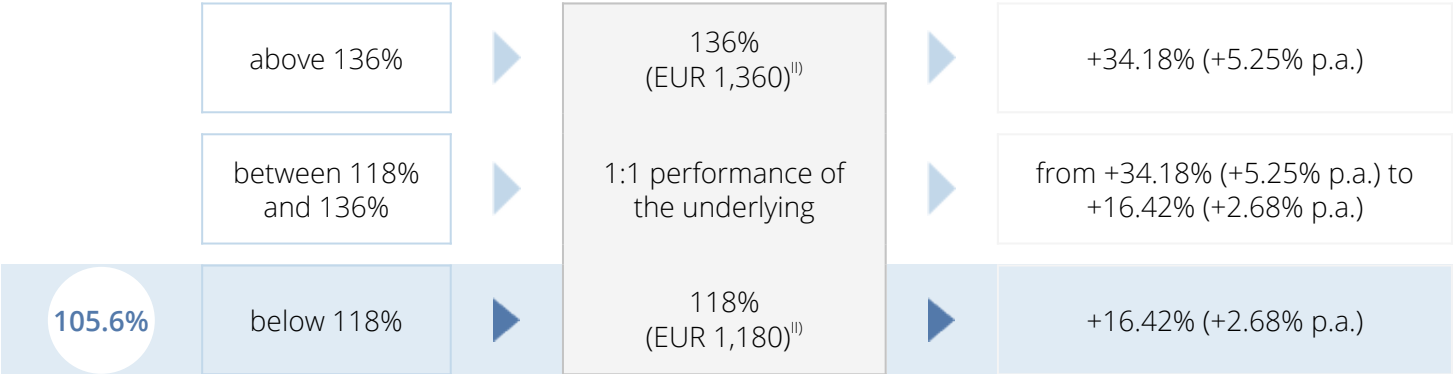 above 136%
136%
(EUR 1,360)II)
+34.18% (+5.25% p.a.)
between 118%
and 136%
1:1 performance of
the underlying
from +34.18% (+5.25% p.a.) to
+16.42% (+2.68% p.a.)
105.6%
below 118%
118%
(EUR 1,180)II)
+16.42% (+2.68% p.a.)